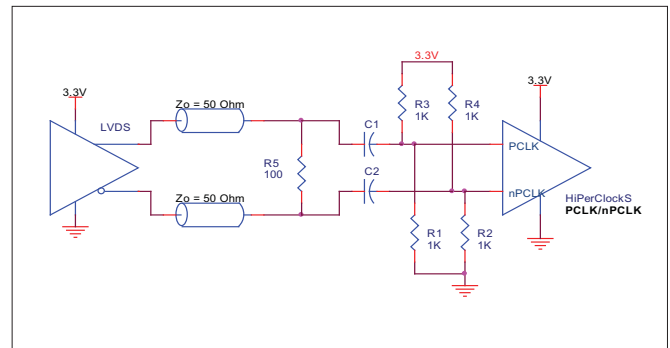 3.3V
3.3V
3.3V
Zo = 50 Ohm
LVDS
R3
1K
R4
1K
C1
PCLK
R5
100
C2
nPCLK
Zo = 50 Ohm
HiPerClockS
PCLK/nPCLK
R1
1K
R2
1K